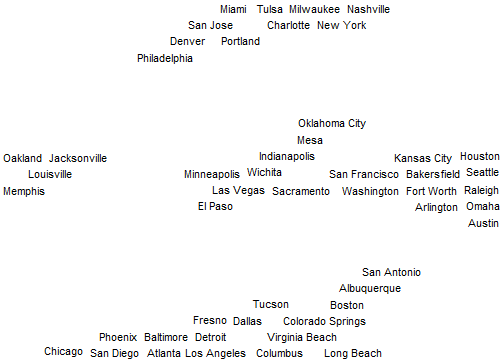 Miami Tulsa Milwaukee Nashville
San Jose Charlotte New York
Denver Portland
Philadelphia
Oklahoma City
Mesa
Oakland Jacksonville Indianapolis Kansas City Houston
Louisville Minneapolis Wichita San Francisco Bakersfield Seattle
Memphis Las Vegas Sacramento Washington Fort Worth Raleigh
El Paso Arlington Omaha
Austin
San Antonio
Albuquerque
Tucson Boston
Fresno Dallas Colorado Springs
Phoenix Baltimore Detroit Virginia Beach
Chicago San Diego Atlanta Los Angeles Columbus Long Beach